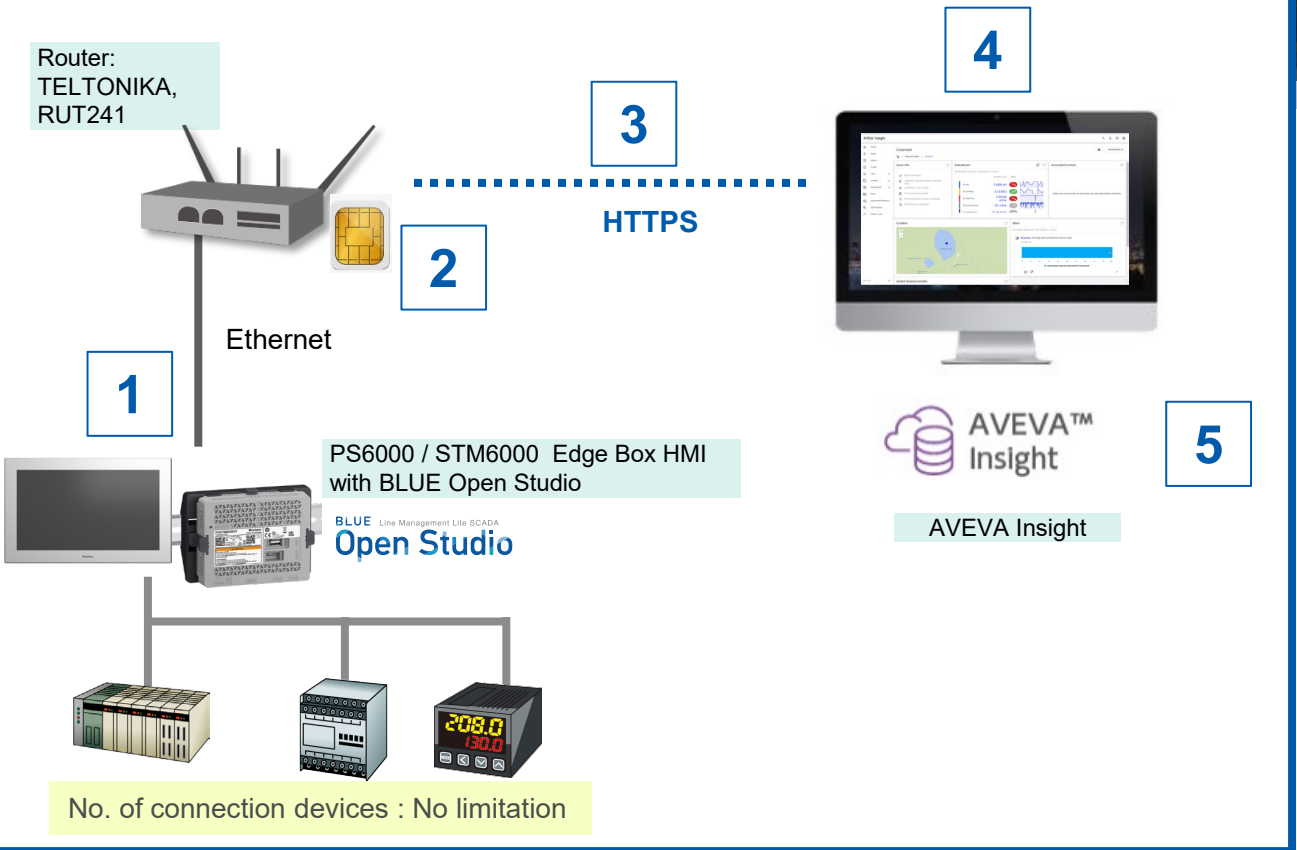 Router:
TELTONIKA,
RUT241
4
3
HTTPS
2
Ethernet
1
PS6000 / STM6000  Edge Box HMI
with BLUE Open Studio
BLUE Line Management Lite SCADA
Open Studio
AVEVA™
Insight
5
AVEVA Insight
208.0
130.0
No. of connection devices : No limitation